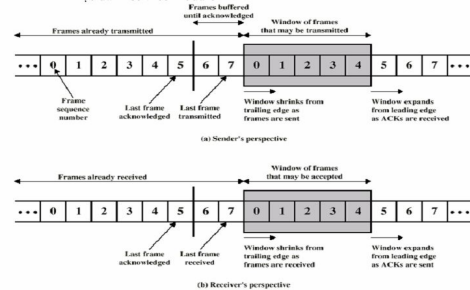 Frames buffered
until acknowledged
Frames already transmitted
Window of frames
that may be transmitted
••• 0 1 2 3 4 5 6 7 0 1 2 3 4 5 6 7 •••
Frame
sequence
number
Last frame
acknowledged
Last frame
transmitted
Window shrinks from
trailing edge as
frames are sent
Window expands
from leading edge
as ACKs are received
(a) Sender's perspective
Frames already received
Window of frames
that may be accepted
••• 0 1 2 3 4 5 6 7 0 1 2 3 4 5 6 7 •••
Last frame
acknowledged
Last frame
received
Window shrinks from
trailing edge as
frames are received
Window expands
from leading edge
as ACKs are sent
(b) Receiver's perspective